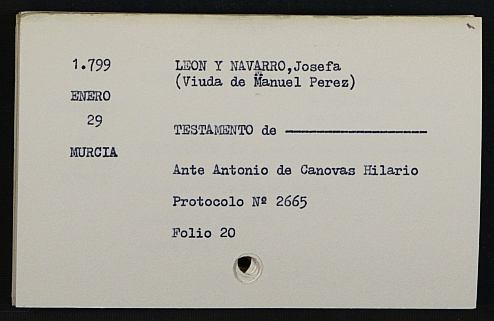 1.799
ENERO
29
MURCIA
LEON Y NAVARRO,Josefa
(Viuda de Manuel Perez)
TESTAMENTO de ————————————
Ante Antonio de Canovas Hilario
Protocolo Nº 2665
Folio 20